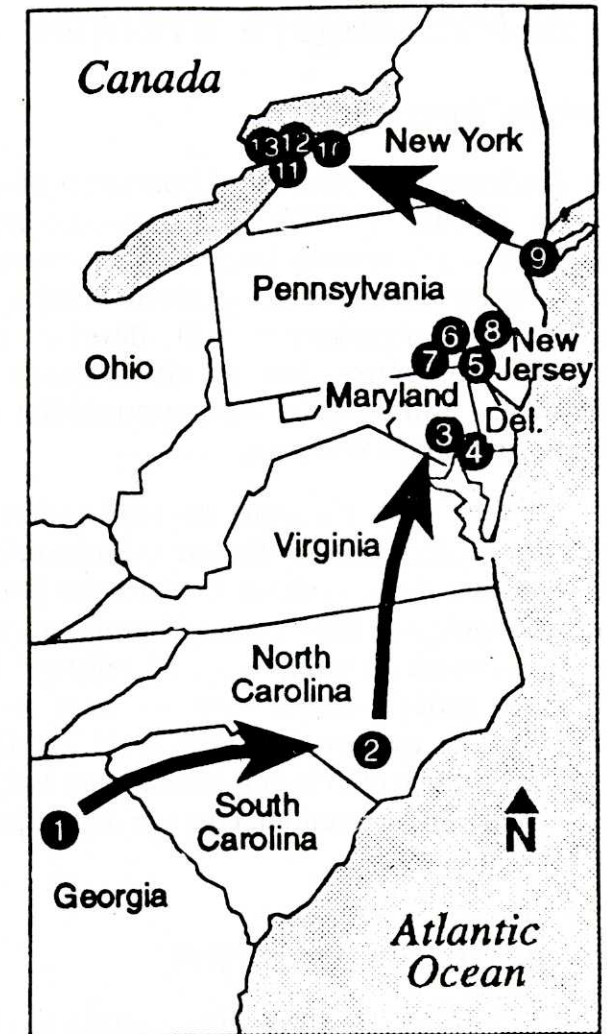 Canada
13 12 10
11
New York
9
Pennsylvania
6 8 New
7 5 Jersey
Ohio
Maryland
Del.
3 4
Virginia
North
Carolina
2
1
South
Carolina
N
Georgia
Atlantic
Ocean